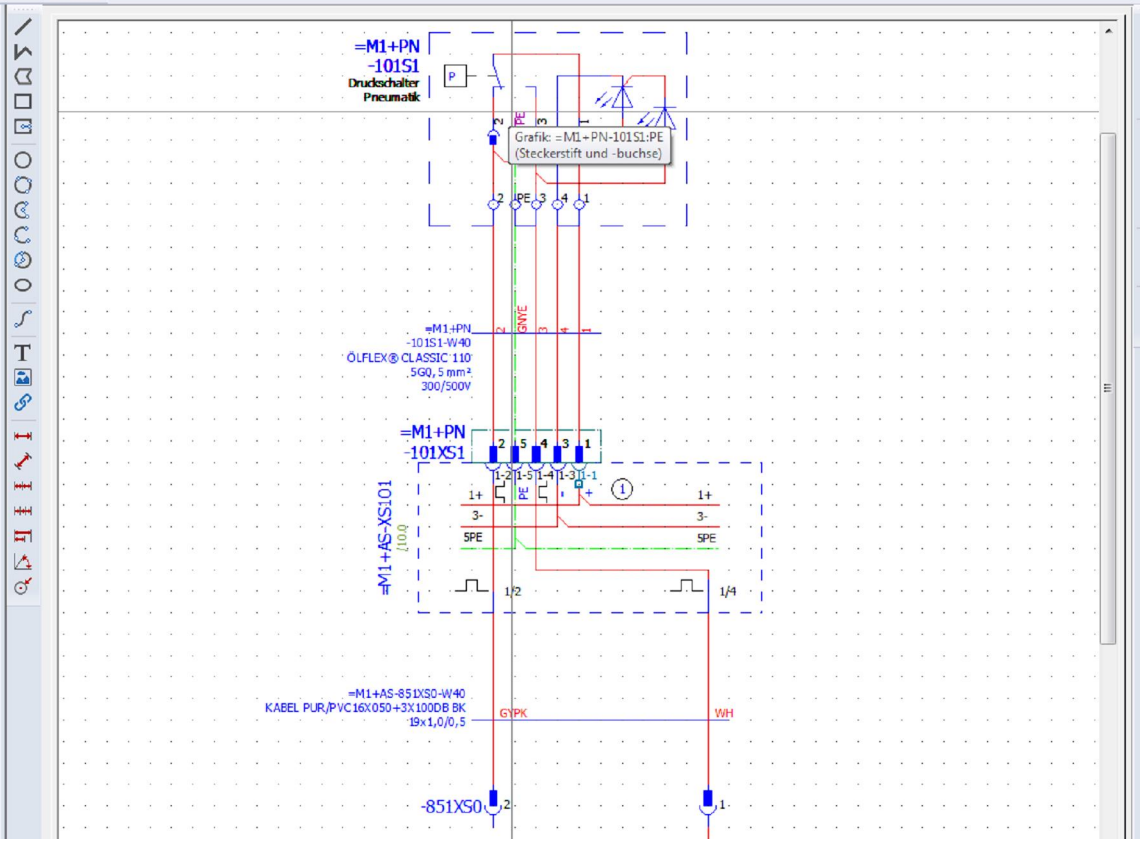 =M1+PN
-101S1
Druckschalter
Pneumatik
P
2
PE
3
1
Grafik: =M1+PN-101S1:PE
(Steckerstift und -buchse)
2 PE 3 4 1
2 GNYE 3 4 1
=M1+PN
-101S1-W40
ÖLFLEX® CLASSIC 110
5G0,5 mm²
300/500V
=M1+PN
-101XS1
2 5 4 3 1
1-2 1-5 1-4 1-3 1-1
PE - + 1
1+ 1+
3- 3-
5PE 5PE
=M1+AS-XS101
1/2 1/4
=M1+AS-851XS0-W40
KABEL PUR/PVC16X050+3X100DB BK
19x1,0/0,5
GYPK WH
-851XS0 2 1
T